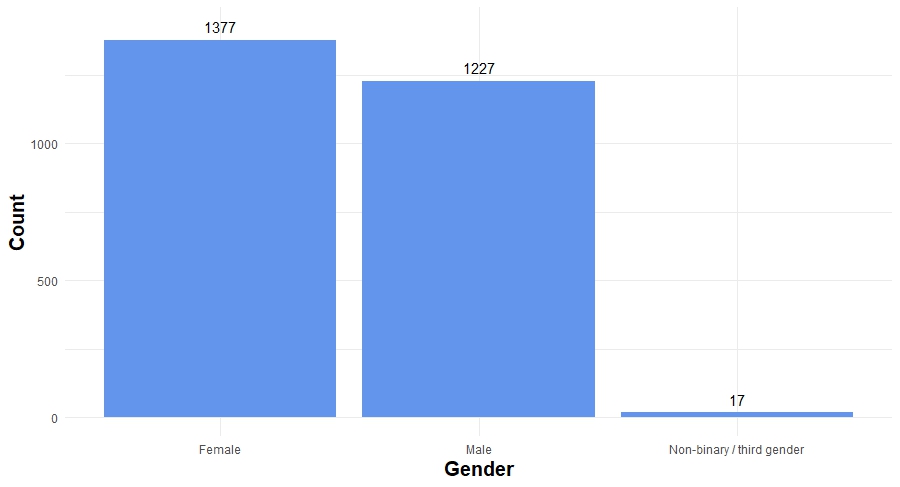 1377
1227
17
1000
500
0
Count
Female
Male
Non-binary / third gender
Gender